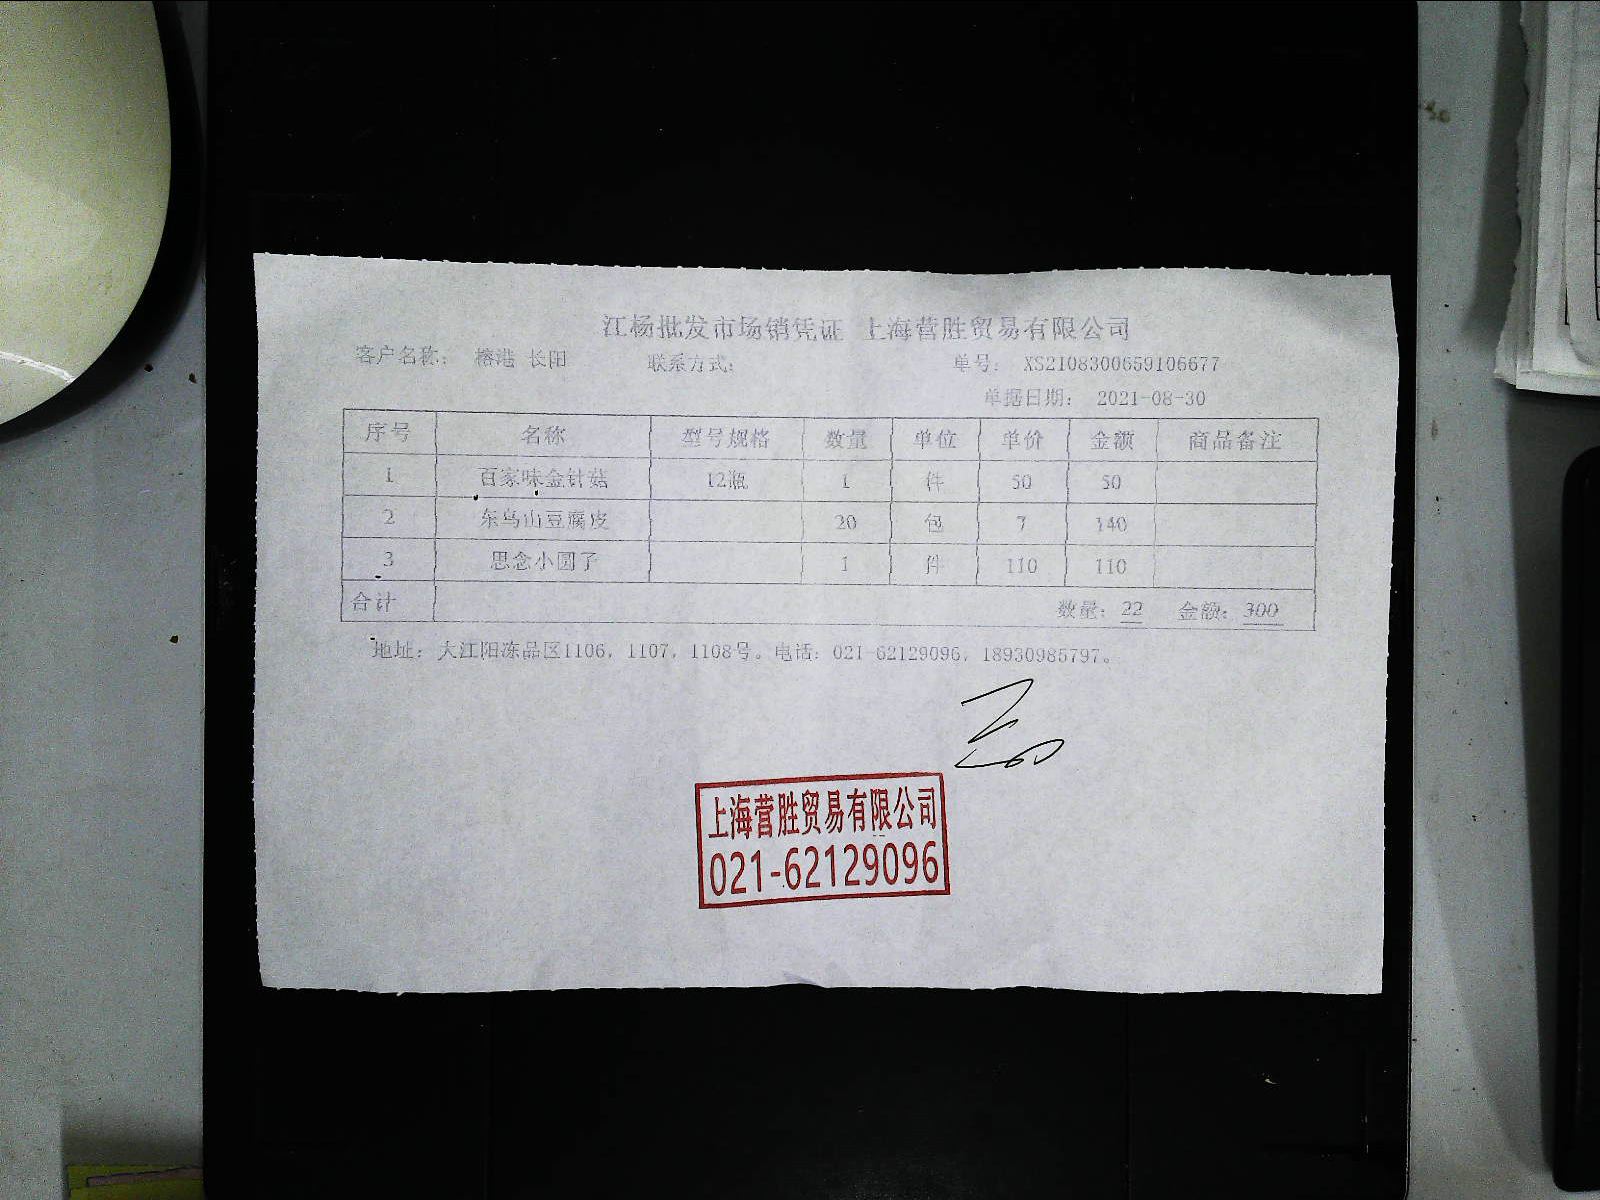 江杨批发市场销凭证 上海营胜贸易有限公司
客户名称： 榕港 长阳 联系方式： 单号： XS2108300659106677
单据日期： 2021-08-30
序号 名称 型号规格 数量 单位 单价 金额 商品备注
1 百家味金针菇 12瓶 1 件 50 50
2 东乌山豆腐皮 20 包 7 140
3 思念小圆了 1 件 110 110
合计 数量：22 金额：300
地址：大江阳冻品区1106，1107，1108号。电话：021-62129096，18930985797。
上海营胜贸易有限公司
021-62129096